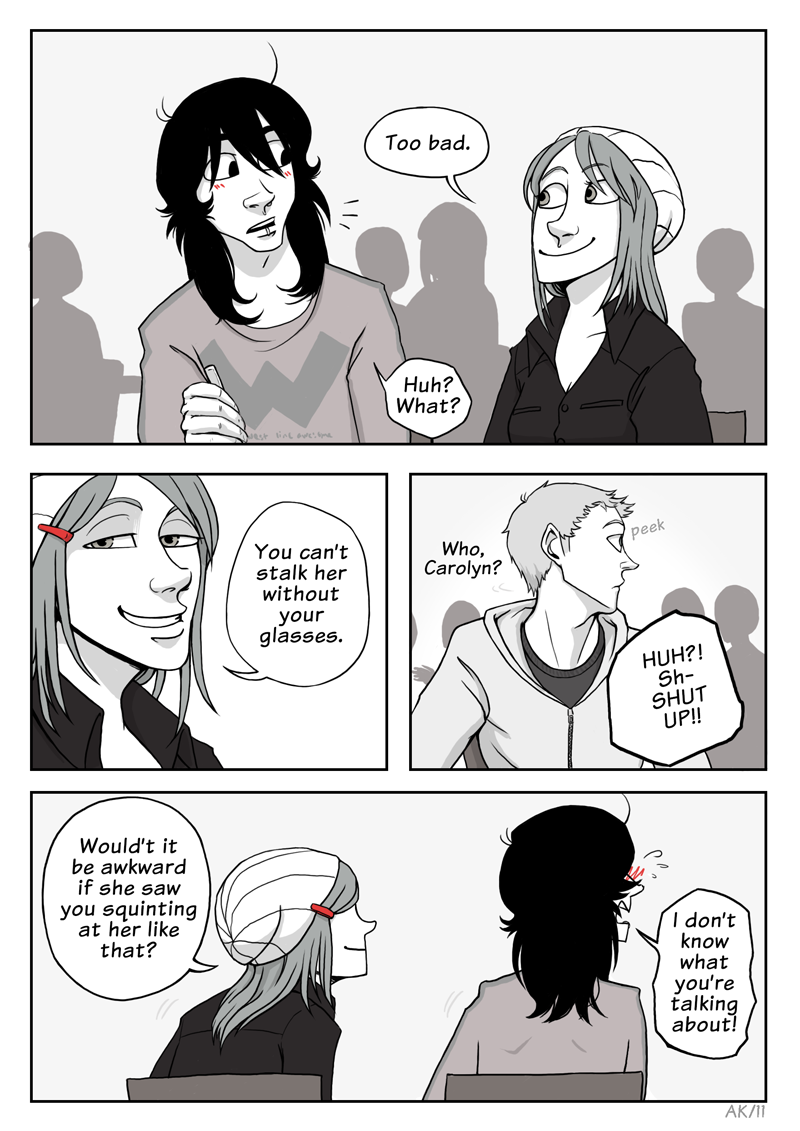 Too bad.
Huh?
What?
You can't
stalk her
without
your
glasses.
Who,
Carolyn?
peek
HUH?!
Sh-
SHUT
UP!!
Would't it
be awkward
if she saw
you squinting
at her like
that?
I don't
know
what
you're
talking
about!
AK/11